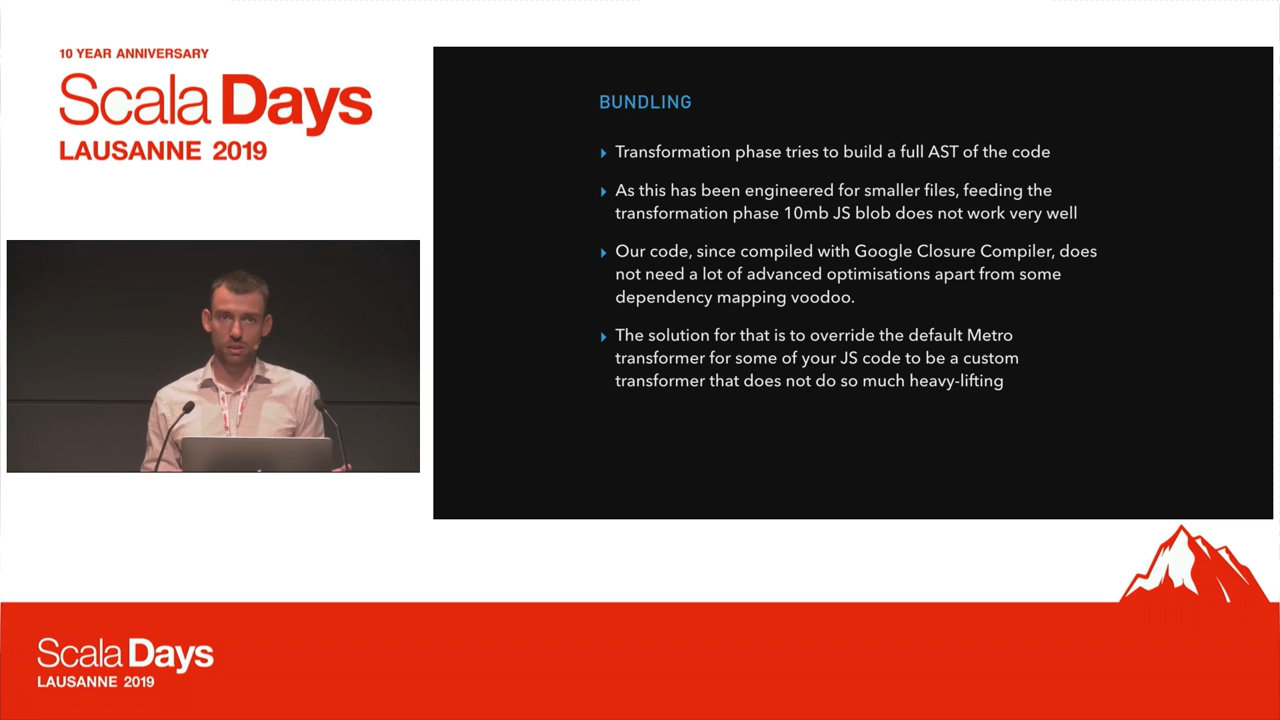 10 YEAR ANNIVERSARY
Scala Days
LAUSANNE 2019
BUNDLING
Transformation phase tries to build a full AST of the code
As this has been engineered for smaller files, feeding the
transformation phase 10mb JS blob does not work very well
Our code, since compiled with Google Closure Compiler, does
not need a lot of advanced optimisations apart from some
dependency mapping voodoo.
The solution for that is to override the default Metro
transformer for some of your JS code to be a custom
transformer that does not do so much heavy-lifting
Scala Days
LAUSANNE 2019